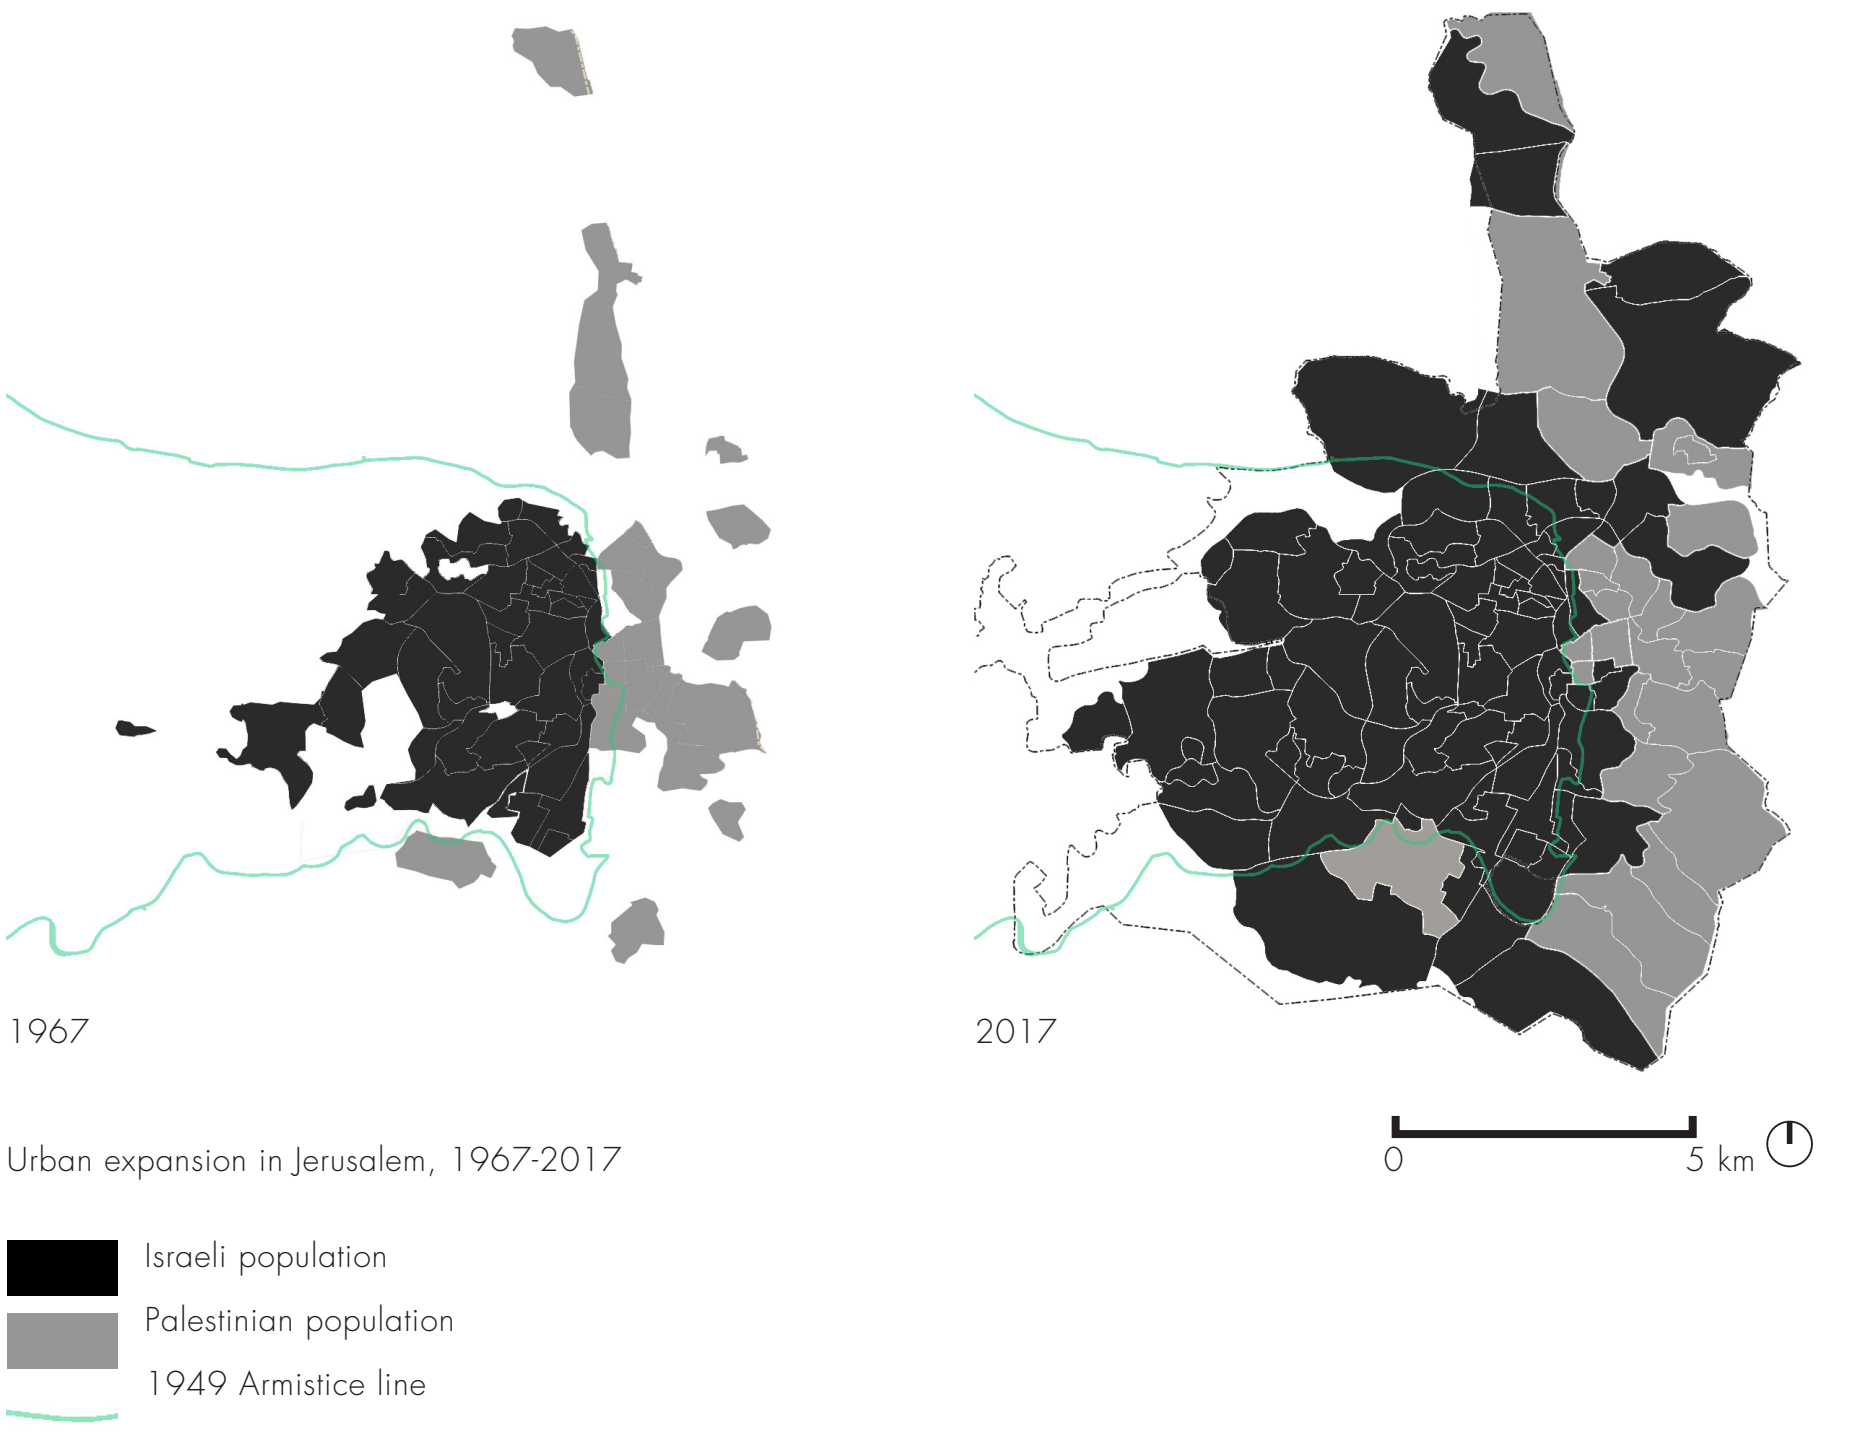 1967
2017
0
5 km
Urban expansion in Jerusalem, 1967-2017
Israeli population
Palestinian population
1949 Armistice line